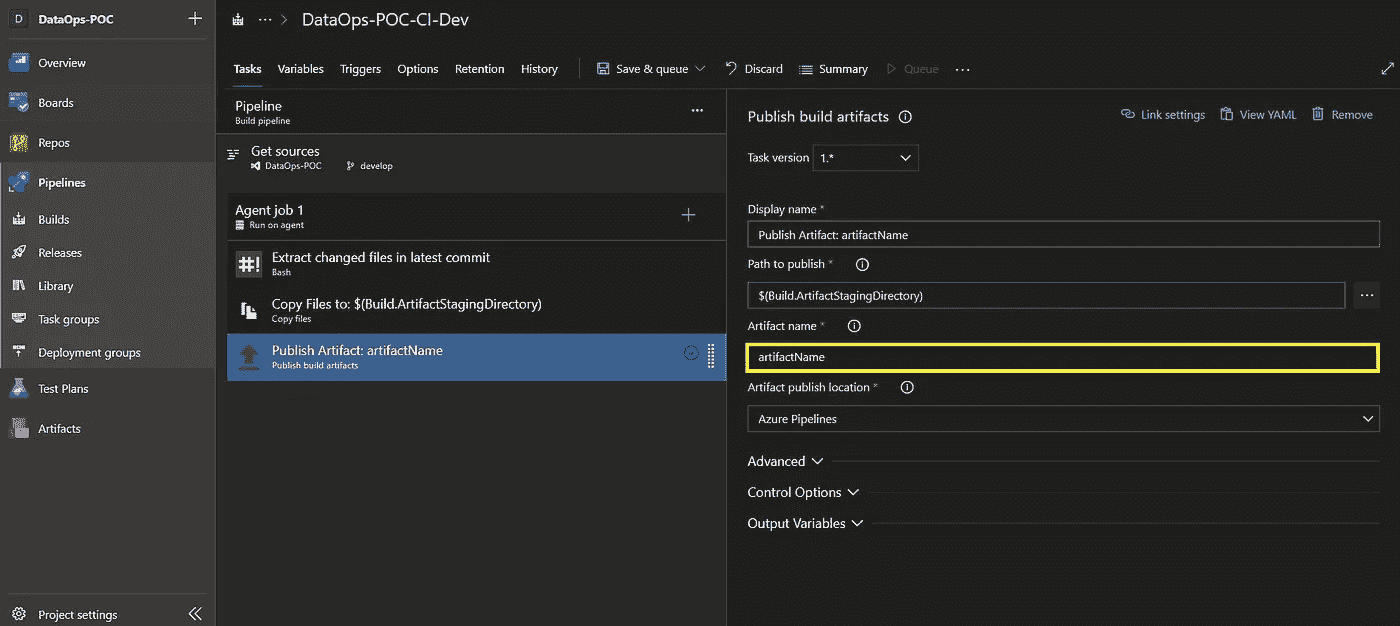 D DataOps-POC
Overview
Boards
Repos
Pipelines
Builds
Releases
Library
Task groups
Deployment groups
Test Plans
Artifacts
Project settings
DataOps-POC-CI-Dev
Tasks Variables Triggers Options Retention History Save & queue Discard Summary Queue
Pipeline
Build pipeline
Get sources
DataOps-POC develop
Agent job 1
Run on agent
Extract changed files in latest commit
Bash
Copy Files to: $(Build.ArtifactStagingDirectory)
Copy files
Publish Artifact: artifactName
Publish build artifacts
Publish build artifacts
Link settings View YAML Remove
Task version 1.*
Display name *
Publish Artifact: artifactName
Path to publish *
$(Build.ArtifactStagingDirectory)
Artifact name *
artifactName
Artifact publish location *
Azure Pipelines
Advanced
Control Options
Output Variables